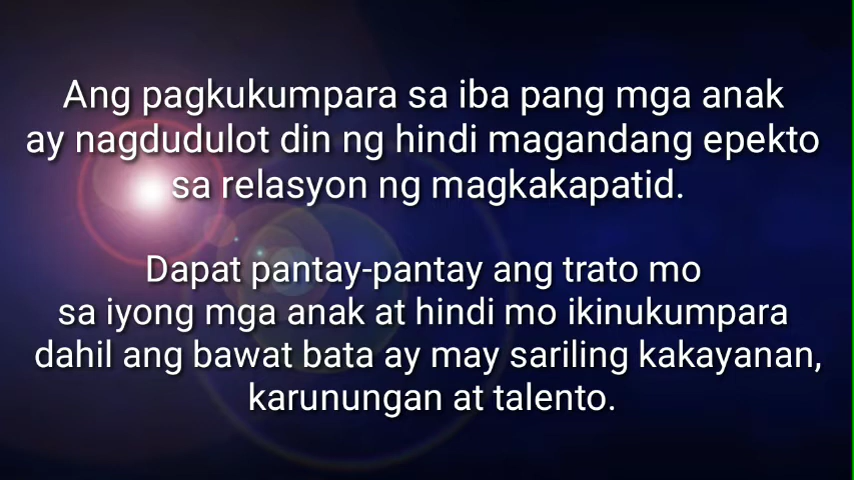 Ang pagkukumpara sa iba pang mga anak
ay nagdudulot din ng hindi magandang epekto
sa relasyon ng magkakapatid.
Dapat pantay-pantay ang trato mo
sa iyong mga anak at hindi mo ikinukumpara
dahil ang bawat bata ay may sariling kakayanan,
karunungan at talento.